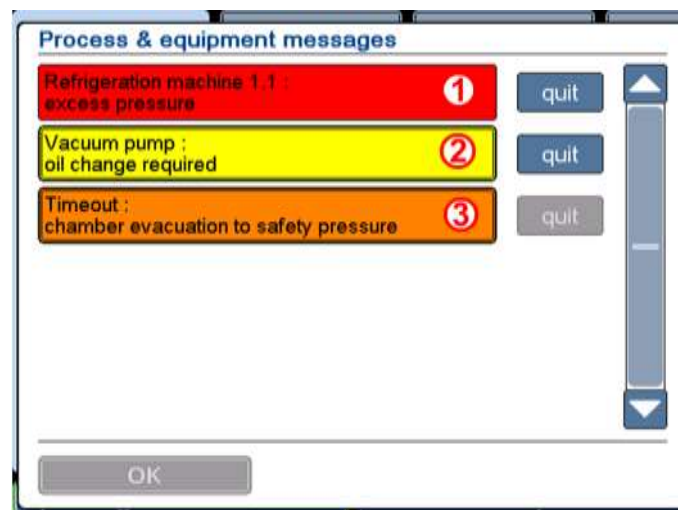 Process & equipment messages
Refrigeration machine 1.1 :
excess pressure
1
quit
Vacuum pump :
oil change required
2
quit
Timeout :
chamber evacuation to safety pressure
3
quit
OK